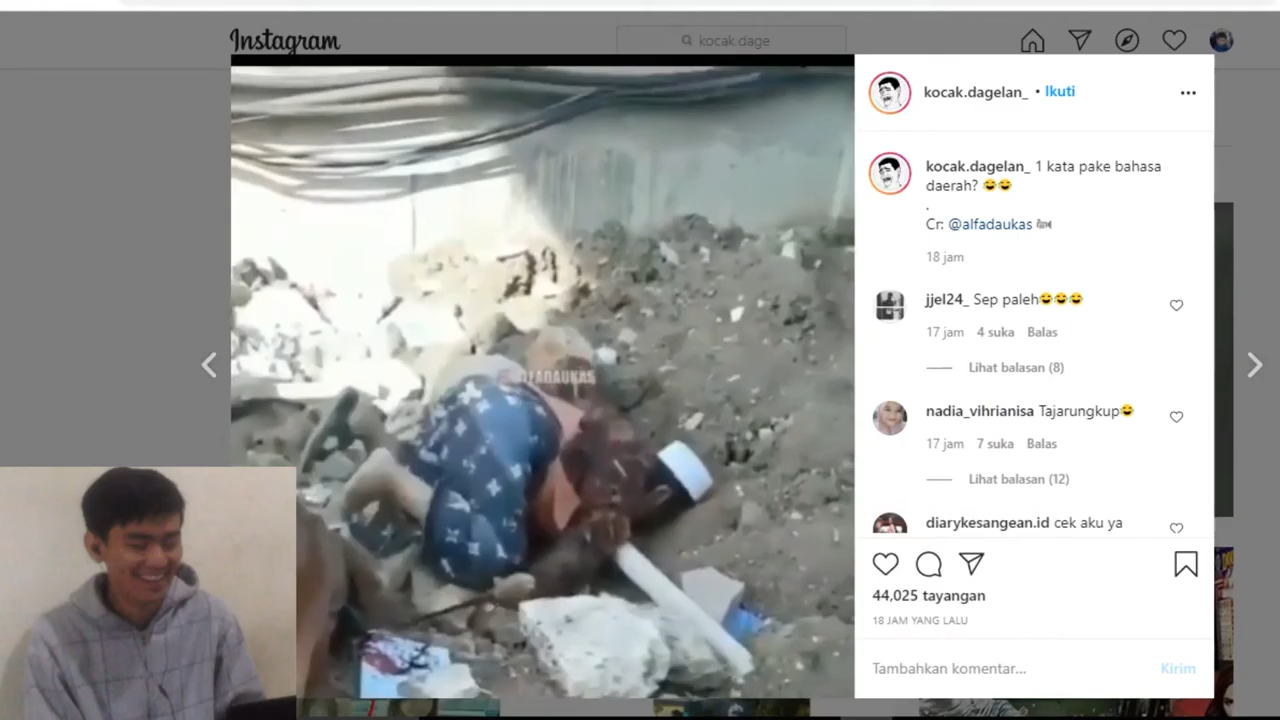 Instagram
kocak.dage
kocak.dagelan_ • Ikuti
kocak.dagelan_ 1 kata pake bahasa
daerah? 😂😂
.
Cr: @alfadaukas
18 jam
jjel24_ Sep paleh😂😂😂
17 jam 4 suka Balas
Lihat balasan (8)
nadia_vihrianisa Tajarungkup😂
17 jam 7 suka Balas
Lihat balasan (12)
diarykesangean.id cek aku ya
44,025 tayangan
18 JAM YANG LALU
Tambahkan komentar... Kirim